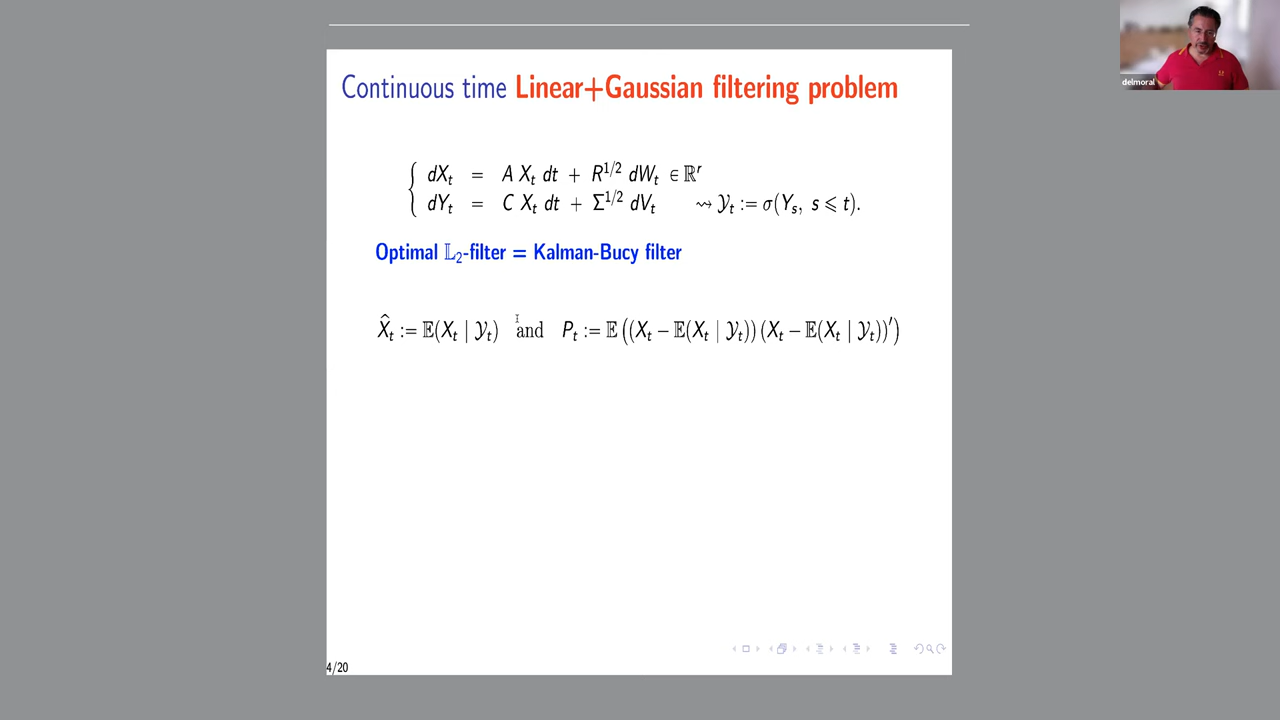 delmoral
Continuous time Linear+Gaussian filtering problem
dX_t = A X_t dt + R^{1/2} dW_t ∈ ℝ^r
dY_t = C X_t dt + Σ^{1/2} dV_t ⇝ 𝒴_t := σ(Y_s, s ⩽ t).
Optimal 𝕃_2-filter = Kalman-Bucy filter
X̂_t := 𝔼(X_t | 𝒴_t) and P_t := 𝔼((X_t − 𝔼(X_t | 𝒴_t))(X_t − 𝔼(X_t | 𝒴_t))′)
4/20